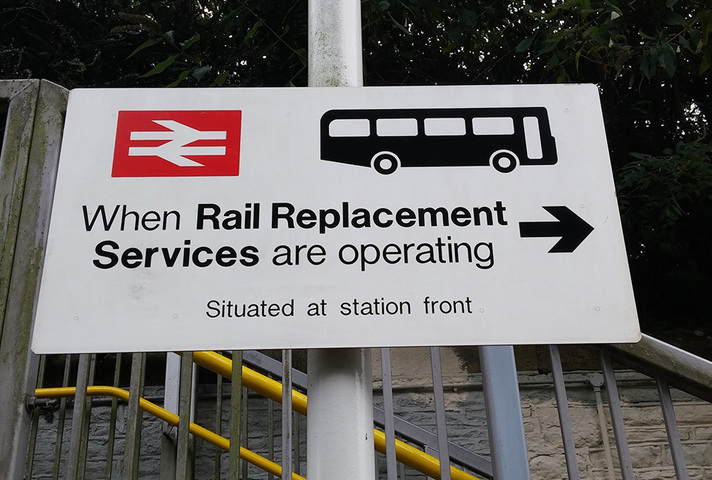 When Rail Replacement
Services are operating
Situated at station front